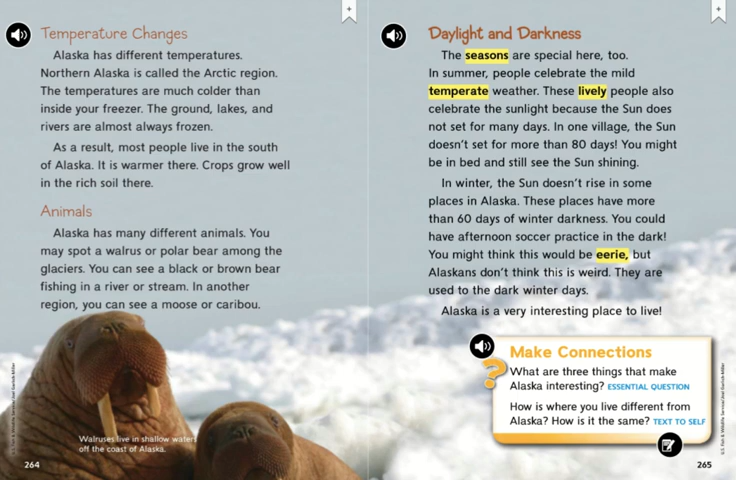 Temperature Changes
Alaska has different temperatures.
Northern Alaska is called the Arctic region.
The temperatures are much colder than
inside your freezer. The ground, lakes, and
rivers are almost always frozen.
As a result, most people live in the south
of Alaska. It is warmer there. Crops grow well
in the rich soil there.
Animals
Alaska has many different animals. You
may spot a walrus or polar bear among the
glaciers. You can see a black or brown bear
fishing in a river or stream. In another
region, you can see a moose or caribou.
Walruses live in shallow water
off the coast of Alaska.
U.S. Fish & Wildlife Service/Joel Garlich-Miller
264
Daylight and Darkness
The seasons are special here, too.
In summer, people celebrate the mild
temperate weather. These lively people also
celebrate the sunlight because the Sun does
not set for many days. In one village, the Sun
doesn't set for more than 80 days! You might
be in bed and still see the Sun shining.
In winter, the Sun doesn't rise in some
places in Alaska. These places have more
than 60 days of winter darkness. You could
have afternoon soccer practice in the dark!
You might think this would be eerie, but
Alaskans don't think this is weird. They are
used to the dark winter days.
Alaska is a very interesting place to live!
?
Make Connections
What are three things that make
Alaska interesting? ESSENTIAL QUESTION
How is where you live different from
Alaska? How is it the same? TEXT TO SELF
U.S. Fish & Wildlife Service/Joel Garlich-Miller
265